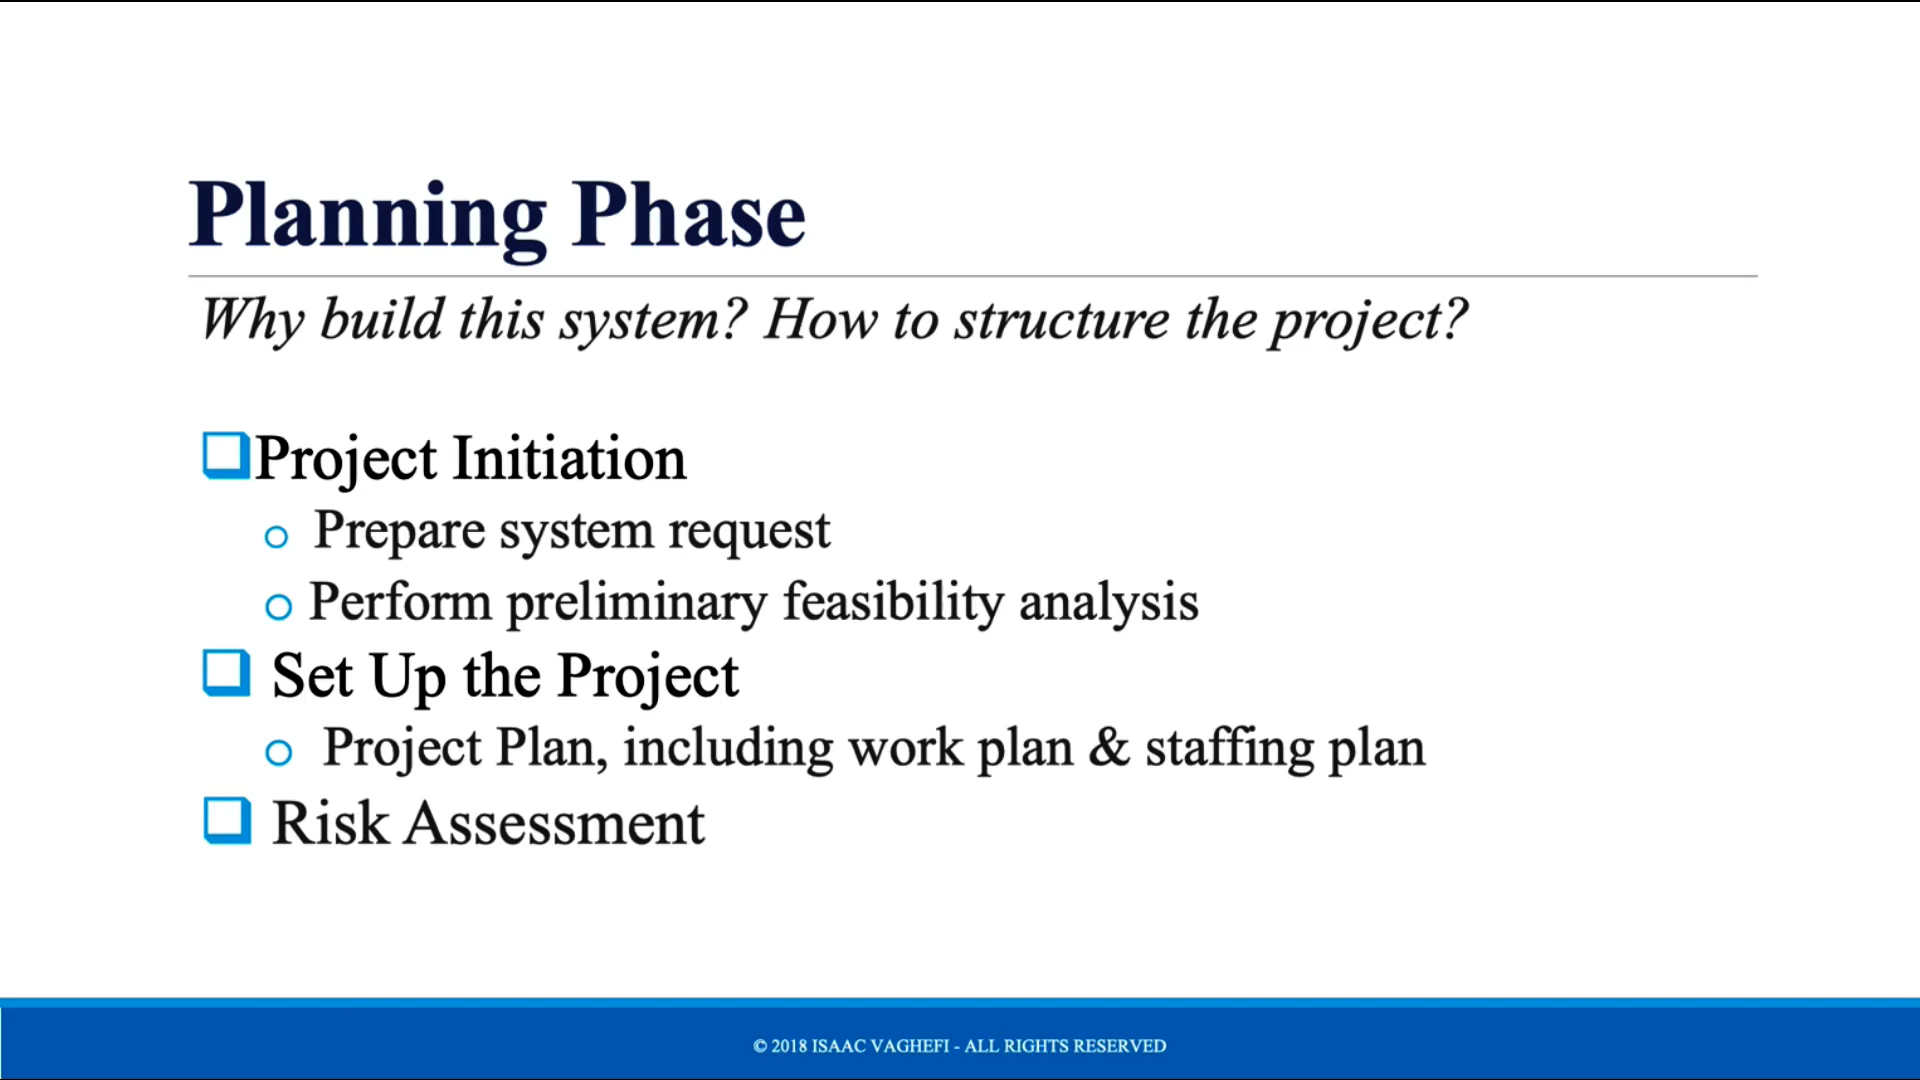 Planning Phase
Why build this system? How to structure the project?
Project Initiation
Prepare system request
Perform preliminary feasibility analysis
Set Up the Project
Project Plan, including work plan & staffing plan
Risk Assessment
© 2018 ISAAC VAGHEFI - ALL RIGHTS RESERVED